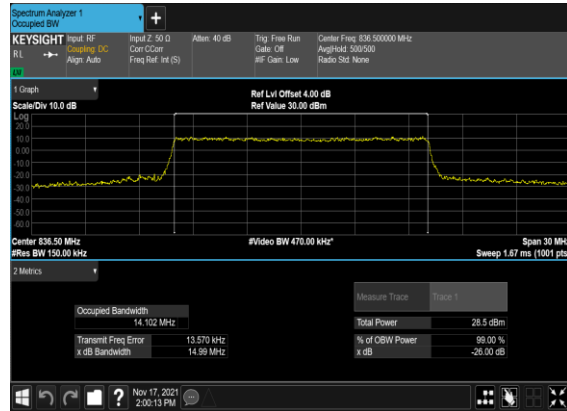 Spectrum Analyzer 1
Occupied BW
+
KEYSIGHT
Input: RF
Input Z: 50 Ω
Atten: 40 dB
Trig: Free Run
Center Freq: 836.500000 MHz
RL
Coupling: DC
Corr CCorr
Gate: Off
Avg|Hold: 500/500
Align: Auto
Freq Ref: Int (S)
#IF Gain: Low
Radio Std: None
LW
1 Graph
Ref Lvl Offset 4.00 dB
Scale/Div 10.0 dB
Ref Value 30.00 dBm
Log
20.0
10.0
0.00
-10.0
-20.0
-30.0
-40.0
-50.0
-60.0
Center 836.50 MHz
#Video BW 470.00 kHz*
Span 30 MHz
#Res BW 150.00 kHz
Sweep 1.67 ms (1001 pts
2 Metrics
Measure Trace
Trace 1
Occupied Bandwidth
14.102 MHz
Total Power
28.5 dBm
Transmit Freq Error
13.570 kHz
% of OBW Power
99.00 %
x dB Bandwidth
14.99 MHz
x dB
-26.00 dB
?
Nov 17, 2021
2:00:13 PM